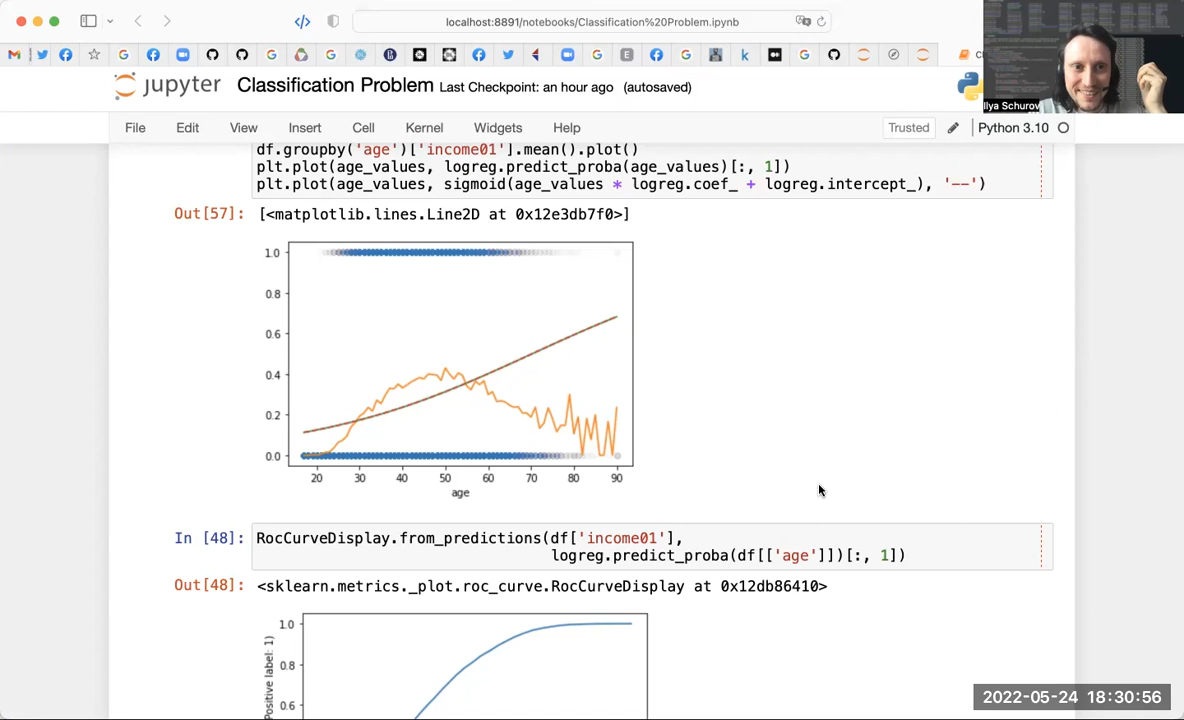 localhost:8891/notebooks/Classification%20Problem.ipynb
jupyter Classification Problem Last Checkpoint: an hour ago (autosaved)
Ilya Schurov
File Edit View Insert Cell Kernel Widgets Help Trusted Python 3.10
df.groupby('age')['income01'].mean().plot()
plt.plot(age_values, logreg.predict_proba(age_values)[:, 1])
plt.plot(age_values, sigmoid(age_values * logreg.coef_ + logreg.intercept_), '--')
Out[57]: [<matplotlib.lines.Line2D at 0x12e3db7f0>]
1.0
0.8
0.6
0.4
0.2
0.0
20 30 40 50 60 70 80 90
age
In [48]: RocCurveDisplay.from_predictions(df['income01'],
logreg.predict_proba(df[['age']])[:, 1])
Out[48]: <sklearn.metrics._plot.roc_curve.RocCurveDisplay at 0x12db86410>
1.0
0.8
0.6
Positive label: 1)
2022-05-24 18:30:56